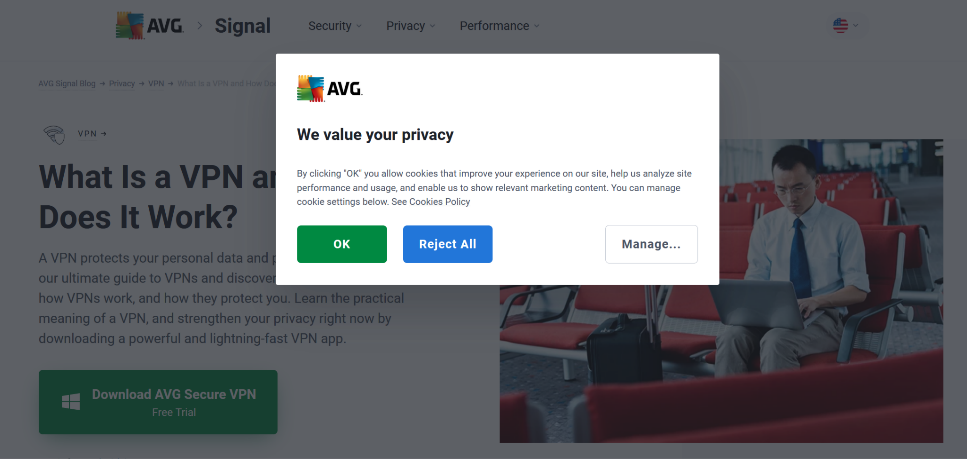 AVG
Signal
Security
Privacy
Performance
AVG Signal Blog
Privacy
VPN
What Is a VPN and How Doe
VPN
What Is a VPN an
Does It Work?
A VPN protects your personal data and p
our ultimate guide to VPNs and discover
how VPNs work, and how they protect you. Learn the practical
meaning of a VPN, and strengthen your privacy right now by
downloading a powerful and lightning-fast VPN app.
Download AVG Secure VPN
Free Trial
AVG.
We value your privacy
By clicking "OK" you allow cookies that improve your experience on our site, help us analyze site
performance and usage, and enable us to show relevant marketing content. You can manage
cookie settings below. See Cookies Policy
OK
Reject All
Manage...